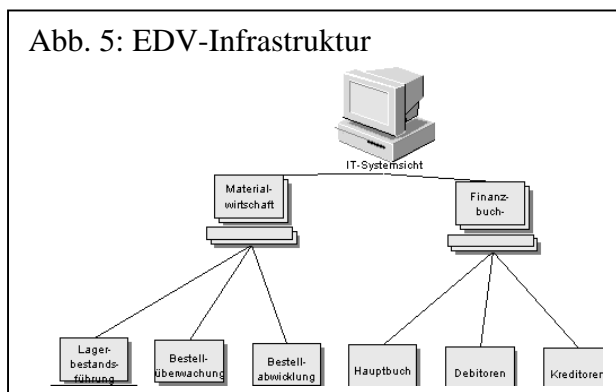 Abb. 5: EDV-Infrastruktur
IT-Systemsicht
Material-
wirtschaft
Finanz-
buch-
Lager-
bestands-
führung
Bestell-
überwachung
Bestell-
abwicklung
Hauptbuch
Debitoren
Kreditoren